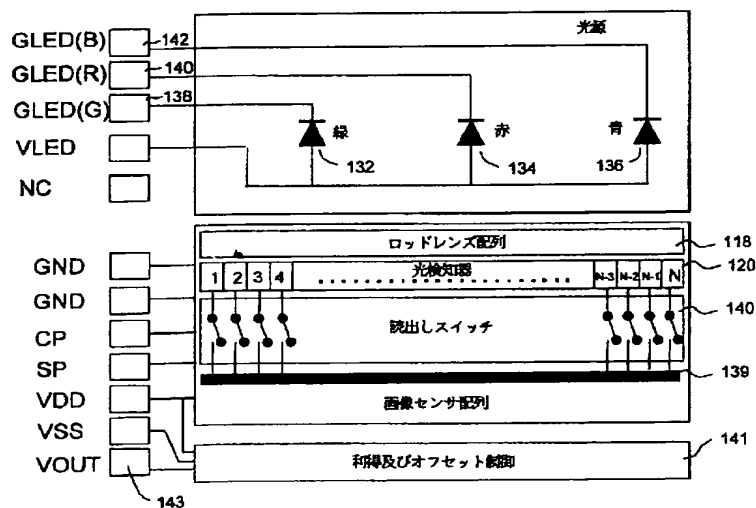 光源
GLED(B) 142
GLED(R) 140
GLED(G) 138
緑 赤 青
VLED
132 134 136
NC
ロッドレンズ配列 118
GND 1 2 3 4 光検知器 N-3 N-2 N-1 N 120
GND
読出しスイッチ 140
CP
SP
139
VDD 画像センサ配列
VSS
利得及びオフセット制御 141
VOUT
143